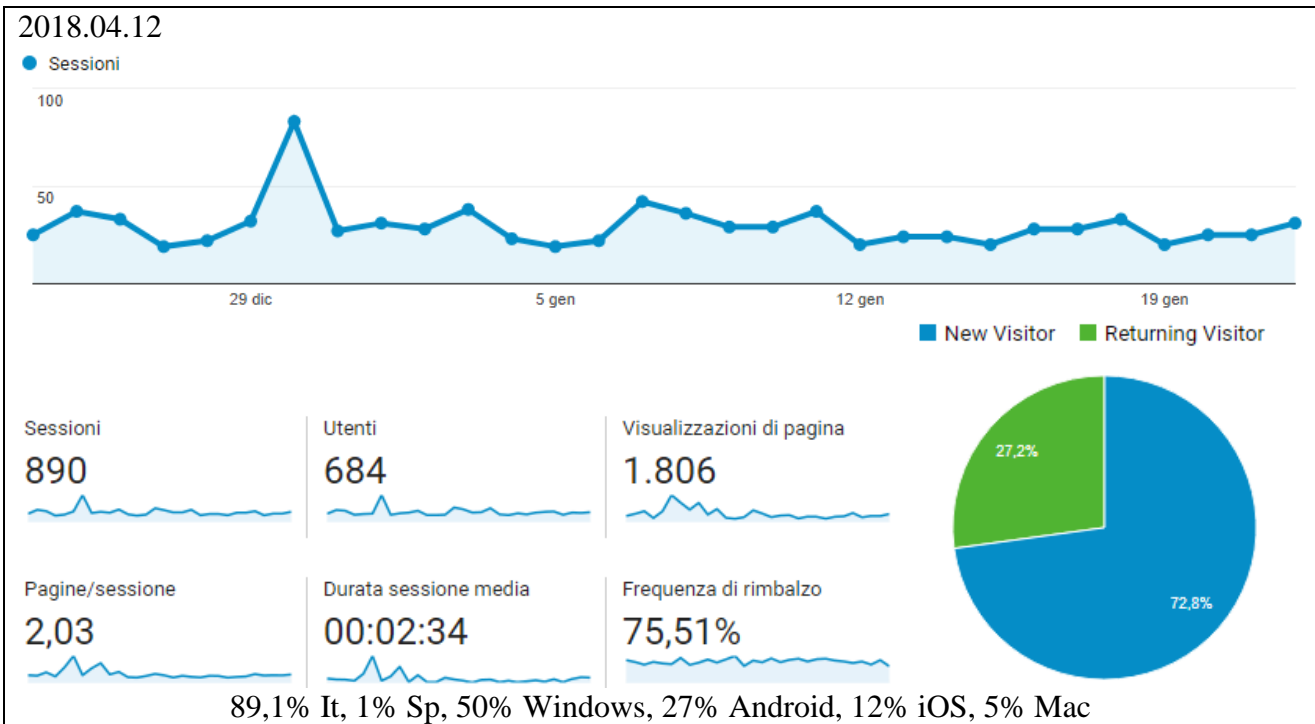 2018.04.12
Sessioni
100
50
29 dic 5 gen 12 gen 19 gen
New Visitor Returning Visitor
Sessioni Utenti Visualizzazioni di pagina
890 684 1.806
27,2%
72,8%
Pagine/sessione Durata sessione media Frequenza di rimbalzo
2,03 00:02:34 75,51%
89,1% It, 1% Sp, 50% Windows, 27% Android, 12% iOS, 5% Mac